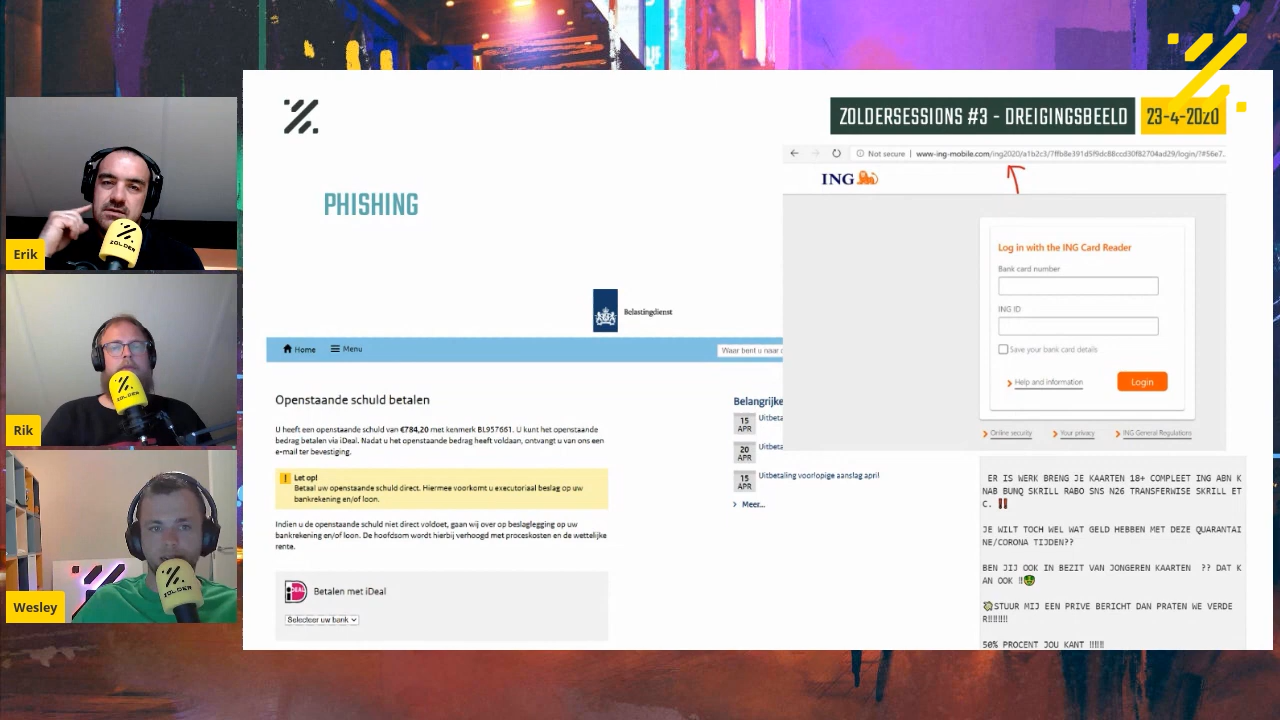 ZOLDERSESSIONS #3 - DREIGINGSBEELD
23-4-2020
PHISHING
Erik
ZOLDER
Rik
ZOLDER
Wesley
ZOLDER
Not secure | www-ing-mobile.com/ing2020/a1b2c3/
ING
Log in with the ING Card Reader
Bank card number
ING ID
Save your bank card details
Help and information
Login
Online security
Your privacy
ING General Regulations
Belastingdienst
Home
Menu
Waar bent u naar
Openstaande schuld betalen
U heeft een openstaande schuld van €784,20 met kenmerk BL957661. U kunt het openstaande
bedrag betalen via iDeal. Nadat u het openstaande bedrag heeft voldaan, ontvangt u van ons een
e-mail ter bevestiging.
! Let op!
Betaal uw openstaande schuld direct. Hiermee voorkomt u executoriaal beslag op uw
bankrekening en/of loon.
Indien u de openstaande schuld niet direct voldoet, gaan wij over op beslaglegging op uw
bankrekening en/of loon. De hoofdsom wordt hierbij verhoogd met proceskosten en de wettelijke
rente.
iDEAL
Betalen met iDeal
Selecteer uw bank
Belangrijke
15 APR Uitbeta
20 APR Uitbeta
15 APR Uitbetaling voorlopige aanslag april
Meer...
ER IS WERK BRENG JE KAARTEN 18+ COMPLEET ING ABN K
NAB BUNQ SKRILL RABO SNS N26 TRANSFERWISE SKRILL ET
C. ‼️
JE WILT TOCH WEL WAT GELD HEBBEN MET DEZE QUARANTAI
NE/CORONA TIJDEN??
BEN JIJ OOK IN BEZIT VAN JONGEREN KAARTEN ?? DAT K
AN OOK ‼🤑
💸STUUR MIJ EEN PRIVE BERICHT DAN PRATEN WE VERDE
R‼‼‼‼
50% PROCENT JOU KANT ‼‼‼